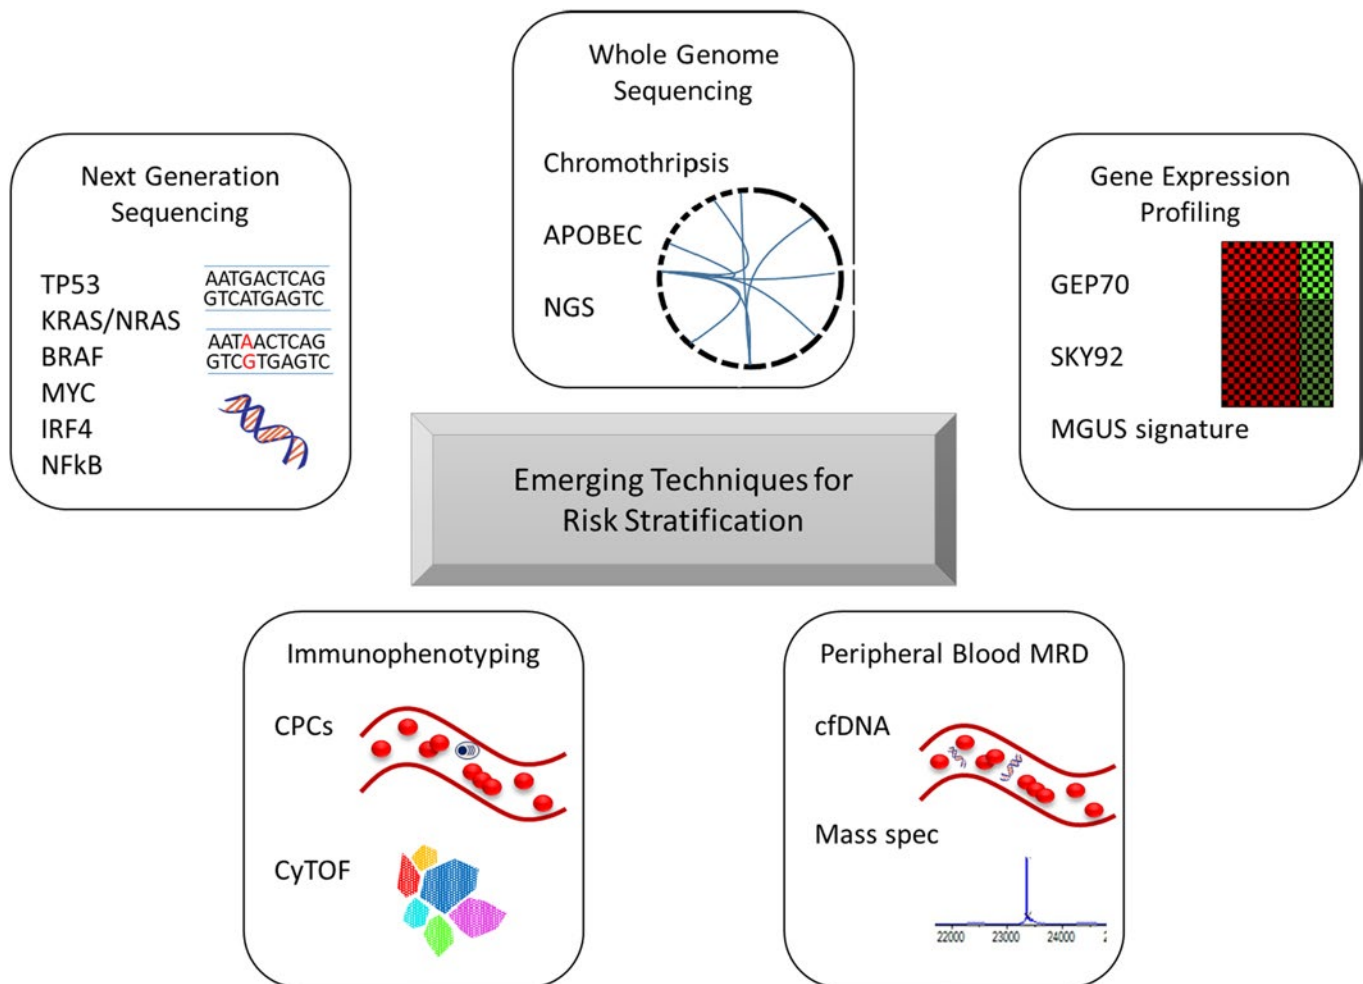 Whole Genome
Sequencing
Chromothripsis
APOBEC
NGS
Next Generation
Sequencing
TP53
KRAS/NRAS
BRAF
MYC
IRF4
NFkB
AATGACTCAG
GTCATGAGTC
AATAACTCAG
GTCGTGAGTC
Gene Expression
Profiling
GEP70
SKY92
MGUS signature
Emerging Techniques for
Risk Stratification
Immunophenotyping
CPCs
CyTOF
Peripheral Blood MRD
cfDNA
Mass spec
22000 23000 24000